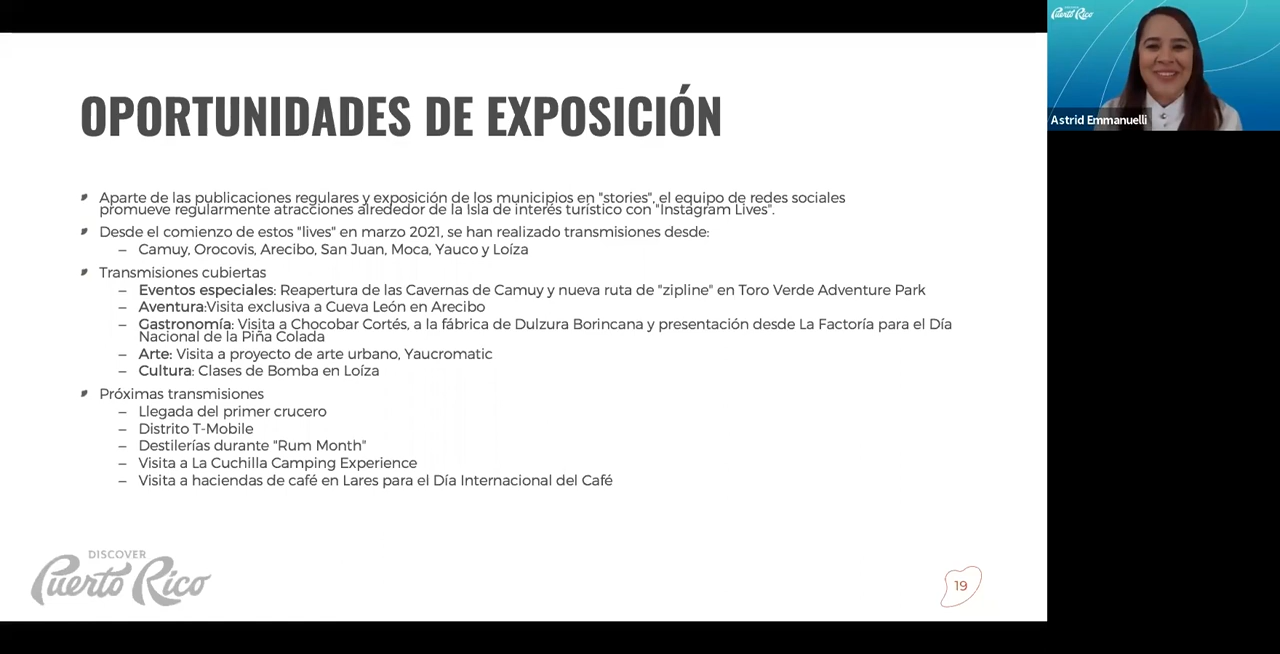 OPORTUNIDADES DE EXPOSICIÓN
Aparte de las publicaciones regulares y exposición de los municipios en "stories", el equipo de redes sociales
promueve regularmente atracciones alrededor de la Isla de interés turístico con "Instagram Lives".
Desde el comienzo de estos "lives" en marzo 2021, se han realizado transmisiones desde:
– Camuy, Orocovis, Arecibo, San Juan, Moca, Yauco y Loíza
Transmisiones cubiertas
– Eventos especiales: Reapertura de las Cavernas de Camuy y nueva ruta de "zipline" en Toro Verde Adventure Park
– Aventura:Visita exclusiva a Cueva León en Arecibo
– Gastronomía: Visita a Chocobar Cortés, a la fábrica de Dulzura Borincana y presentación desde La Factoría para el Día
Nacional de la Piña Colada
– Arte: Visita a proyecto de arte urbano, Yaucromatic
– Cultura: Clases de Bomba en Loíza
Próximas transmisiones
– Llegada del primer crucero
– Distrito T-Mobile
– Destilerías durante "Rum Month"
– Visita a La Cuchilla Camping Experience
– Visita a haciendas de café en Lares para el Día Internacional del Café
DISCOVER
Puerto Rico
19
Puerto Rico
Astrid Emmanuelli